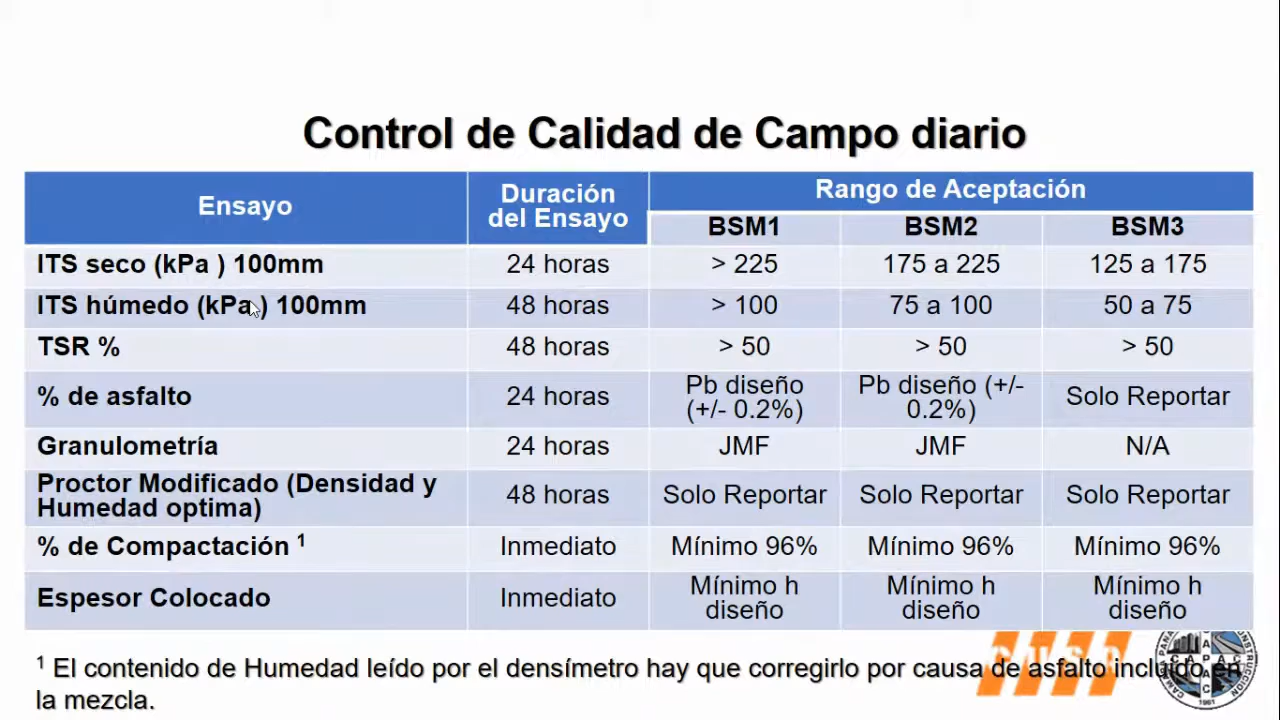 Control de Calidad de Campo diario
Ensayo
Duración
del Ensayo
Rango de Aceptación
BSM1 BSM2 BSM3
ITS seco (kPa ) 100mm 24 horas > 225 175 a 225 125 a 175
ITS húmedo (kPa ) 100mm 48 horas > 100 75 a 100 50 a 75
TSR % 48 horas > 50 > 50 > 50
% de asfalto 24 horas
Pb diseño
(+/- 0.2%)
Pb diseño (+/-
0.2%)
Solo Reportar
Granulometría 24 horas JMF JMF N/A
Proctor Modificado (Densidad y
Humedad optima)
48 horas Solo Reportar Solo Reportar Solo Reportar
% de Compactación ¹ Inmediato Mínimo 96% Mínimo 96% Mínimo 96%
Espesor Colocado Inmediato
Mínimo h
diseño
Mínimo h
diseño
Mínimo h
diseño
¹ El contenido de Humedad leído por el densímetro hay que corregirlo por causa de asfalto incluido en
la mezcla.
CAPAC
1961